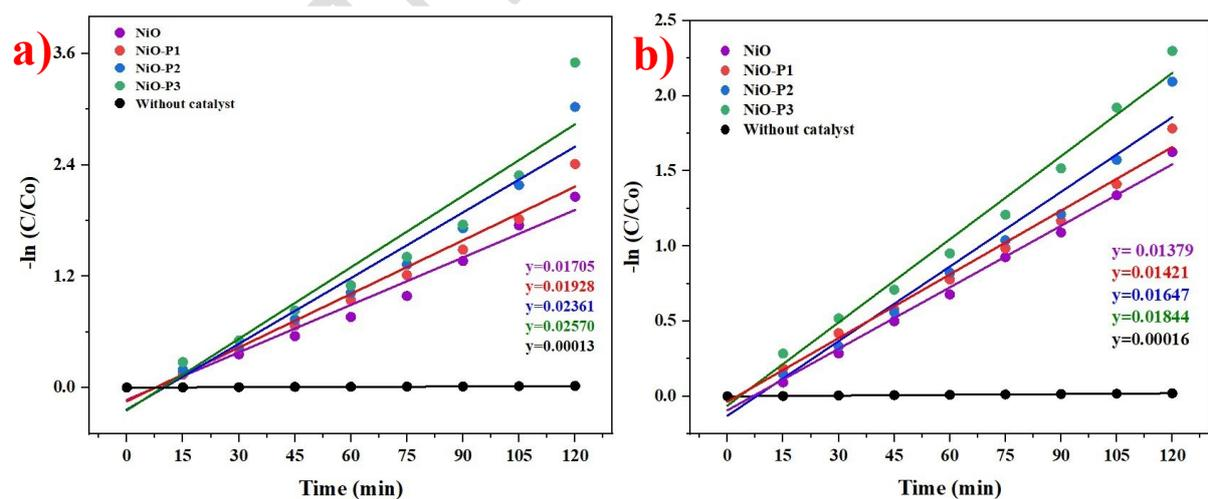 a)
3.6
2.4
1.2
0.0
-ln (C/Co)
NiO
NiO-P1
NiO-P2
NiO-P3
Without catalyst
y=0.01705
y=0.01928
y=0.02361
y=0.02570
y=0.00013
0 15 30 45 60 75 90 105 120
Time (min)
b)
2.5
2.0
1.5
1.0
0.5
0.0
-ln (C/Co)
NiO
NiO-P1
NiO-P2
NiO-P3
Without catalyst
y= 0.01379
y=0.01421
y=0.01647
y=0.01844
y=0.00016
0 15 30 45 60 75 90 105 120
Time (min)